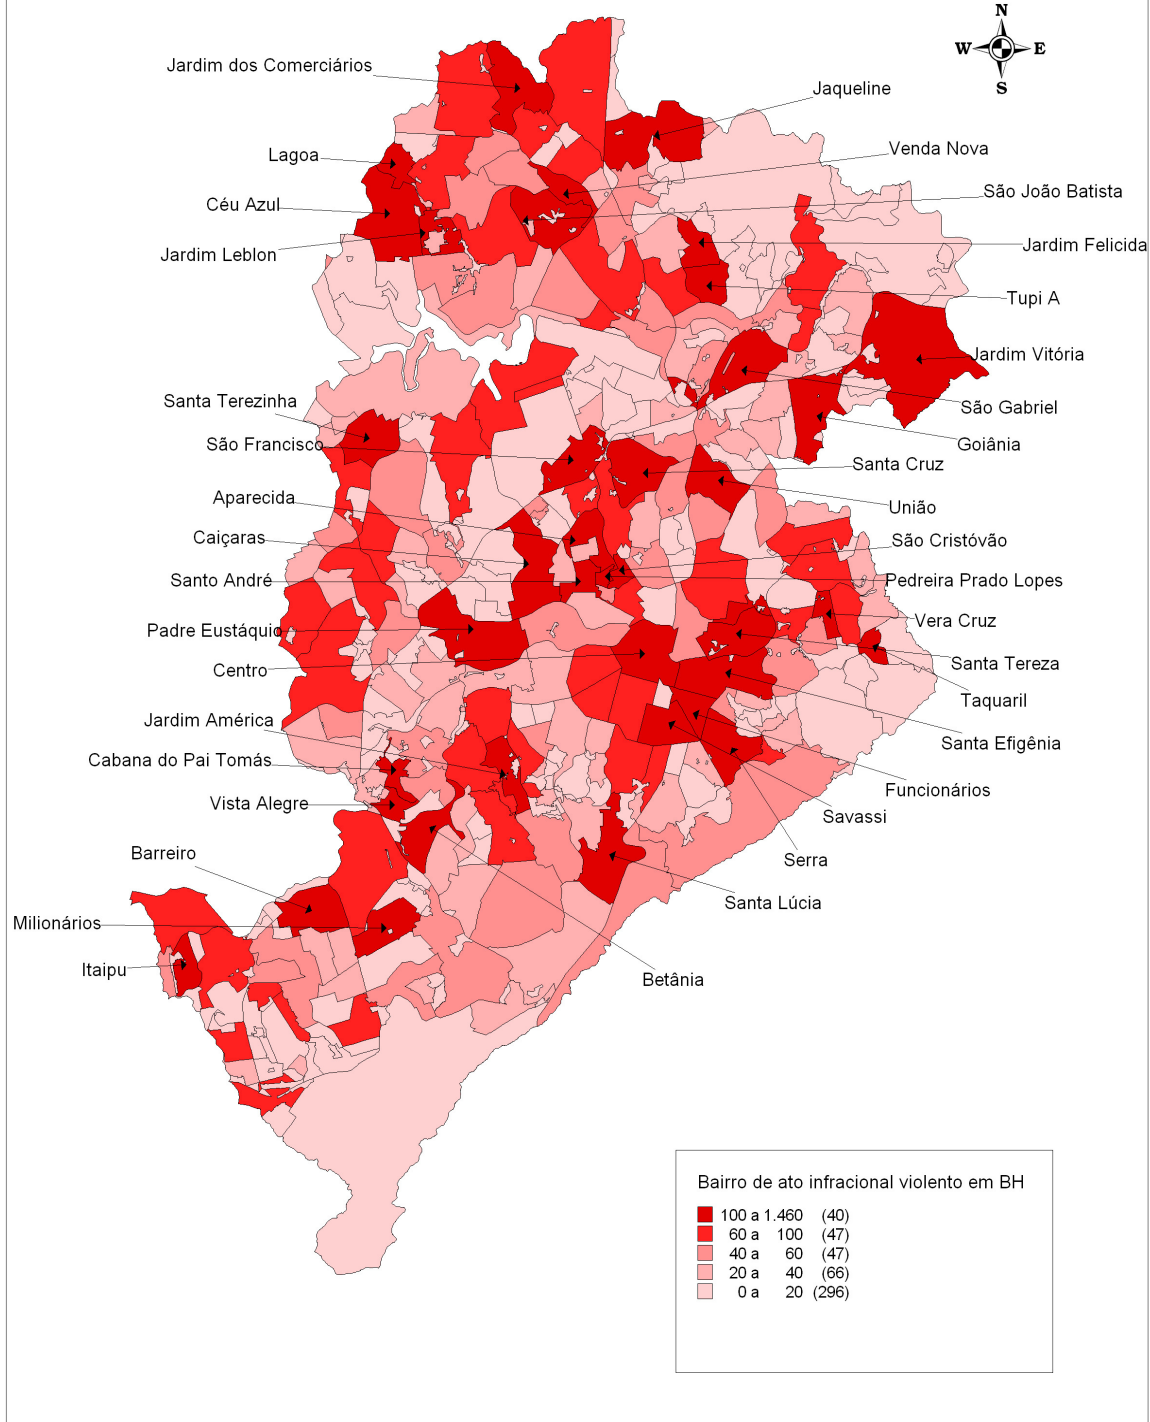 N
W E
S
Jardim dos Comerciários
Jaqueline
Lagoa
Venda Nova
Céu Azul
São João Batista
Jardim Leblon
Jardim Felicida
Tupi A
Jardim Vitória
Santa Terezinha
São Gabriel
São Francisco
Goiânia
Santa Cruz
Aparecida
União
Caiçaras
São Cristóvão
Santo André
Pedreira Prado Lopes
Padre Eustáquio
Vera Cruz
Centro
Santa Tereza
Taquaril
Jardim América
Santa Efigênia
Cabana do Pai Tomás
Funcionários
Vista Alegre
Savassi
Barreiro
Serra
Santa Lúcia
Milionários
Itaipu
Betânia
Bairro de ato infracional violento em BH
100 a 1.460 (40)
60 a 100 (47)
40 a 60 (47)
20 a 40 (66)
0 a 20 (296)